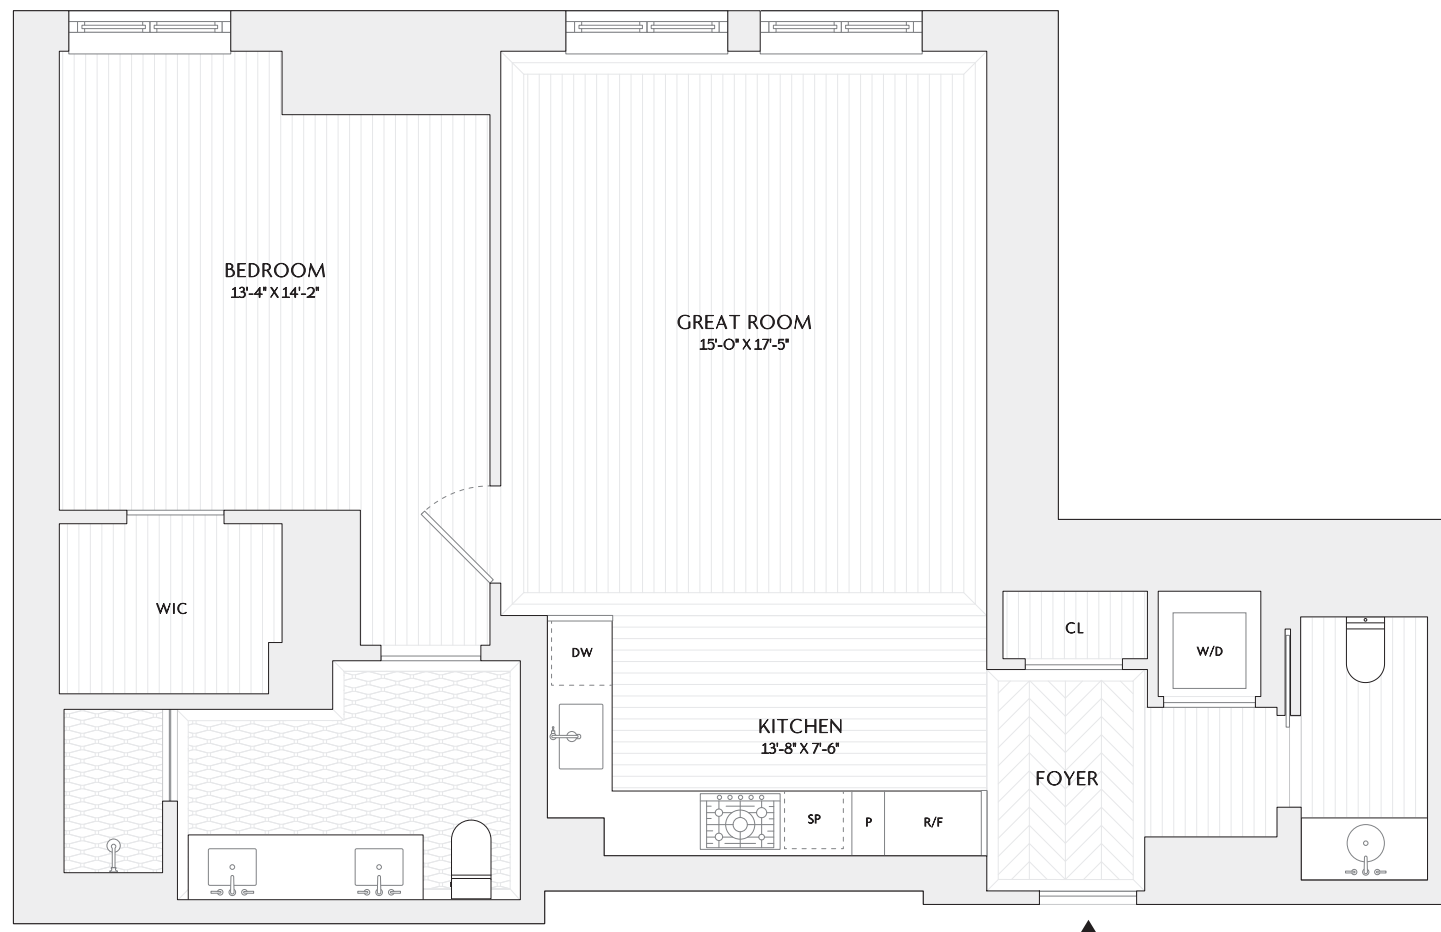 BEDROOM
13'-4" X 14'-2"
GREAT ROOM
15'-0" X 17'-5"
WIC
CL
DW
W/D
KITCHEN
13'-8" X 7'-6"
FOYER
SP
P
R/F